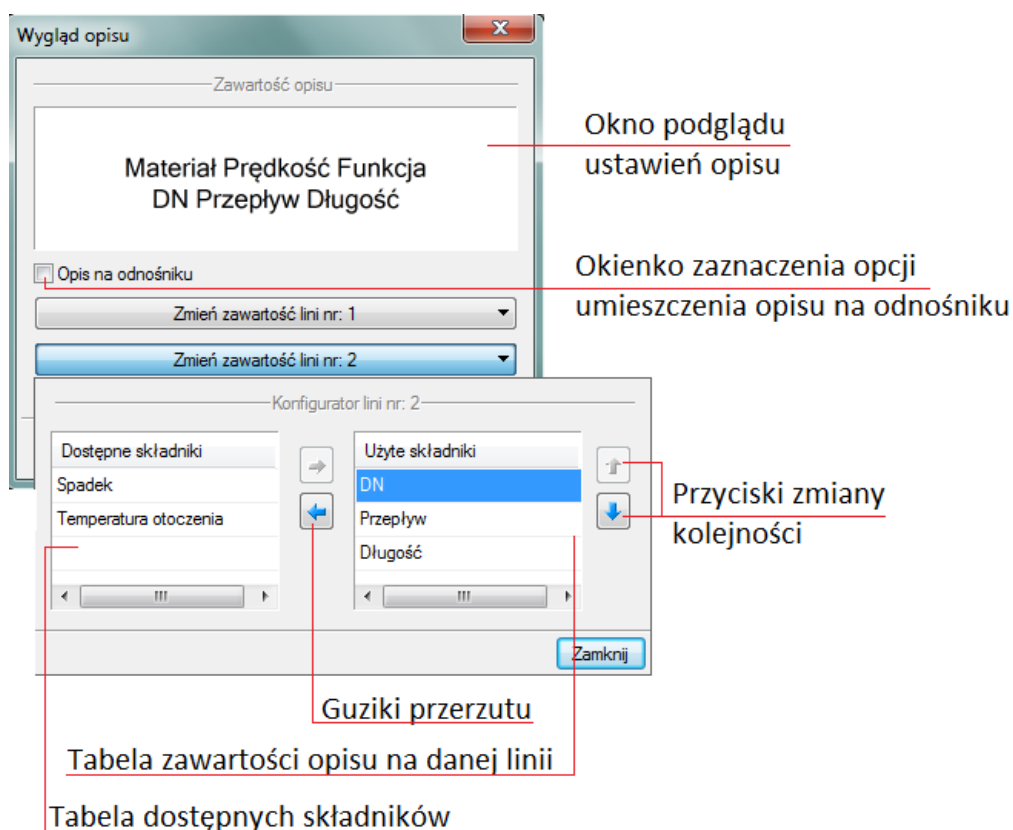 Wygląd opisu
Zawartość opisu
Materiał Prędkość Funkcja
DN Przepływ Długość
Okno podglądu
ustawień opisu
Opis na odnośniku
Okienko zaznaczenia opcji
umieszczenia opisu na odnośniku
Zmień zawartość lini nr: 1
Zmień zawartość lini nr: 2
Konfigurator lini nr: 2
Dostępne składniki
Spadek
Temperatura otoczenia
Użyte składniki
DN
Przepływ
Długość
Przyciski zmiany
kolejności
Zamknij
Guziki przerzutu
Tabela zawartości opisu na danej linii
Tabela dostępnych składników